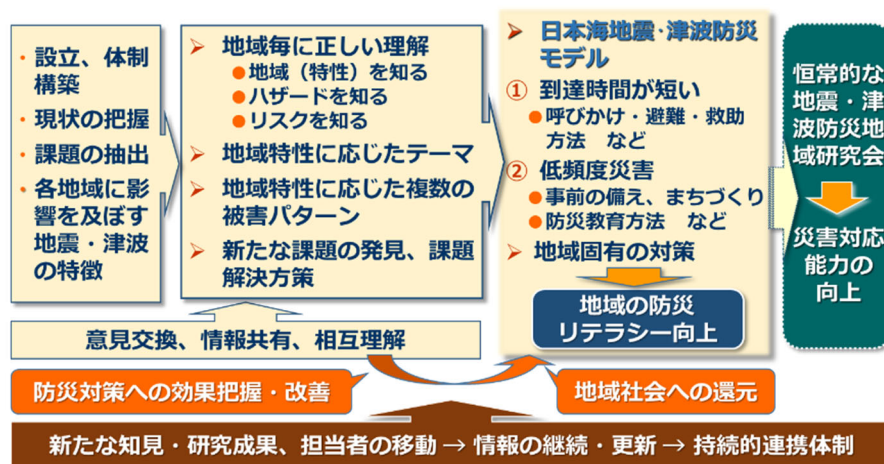 ・設立、体制
構築
・現状の把握
・課題の抽出
・各地域に影
響を及ぼす
地震・津波
の特徴
➢ 地域毎に正しい理解
●地域（特性）を知る
●ハザードを知る
●リスクを知る
➢ 地域特性に応じたテーマ
➢ 地域特性に応じた複数の
被害パターン
➢ 新たな課題の発見、課題
解決方策
意見交換、情報共有、相互理解
➢ 日本海地震・津波防災
モデル
① 到達時間が短い
●呼びかけ・避難・救助
方法　など
② 低頻度災害
●事前の備え、まちづくり
●防災教育方法　など
➢ 地域固有の対策
地域の防災
リテラシー向上
恒常的な
地震・津
波防災地
域研究会
災害対応
能力の
向上
防災対策への効果把握・改善
地域社会への還元
新たな知見・研究成果、担当者の移動 → 情報の継続・更新 → 持続的連携体制